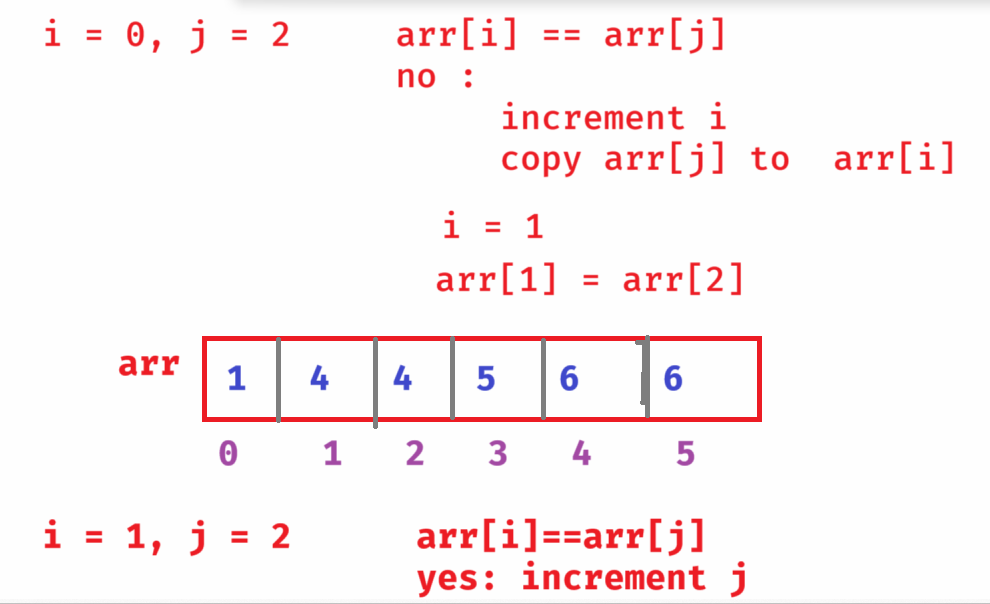 i = 0, j = 2 arr[i] == arr[j]
no :
increment i
copy arr[j] to arr[i]
i = 1
arr[1] = arr[2]
arr 1 4 4 5 6 6
0 1 2 3 4 5
i = 1, j = 2 arr[i]==arr[j]
yes: increment j